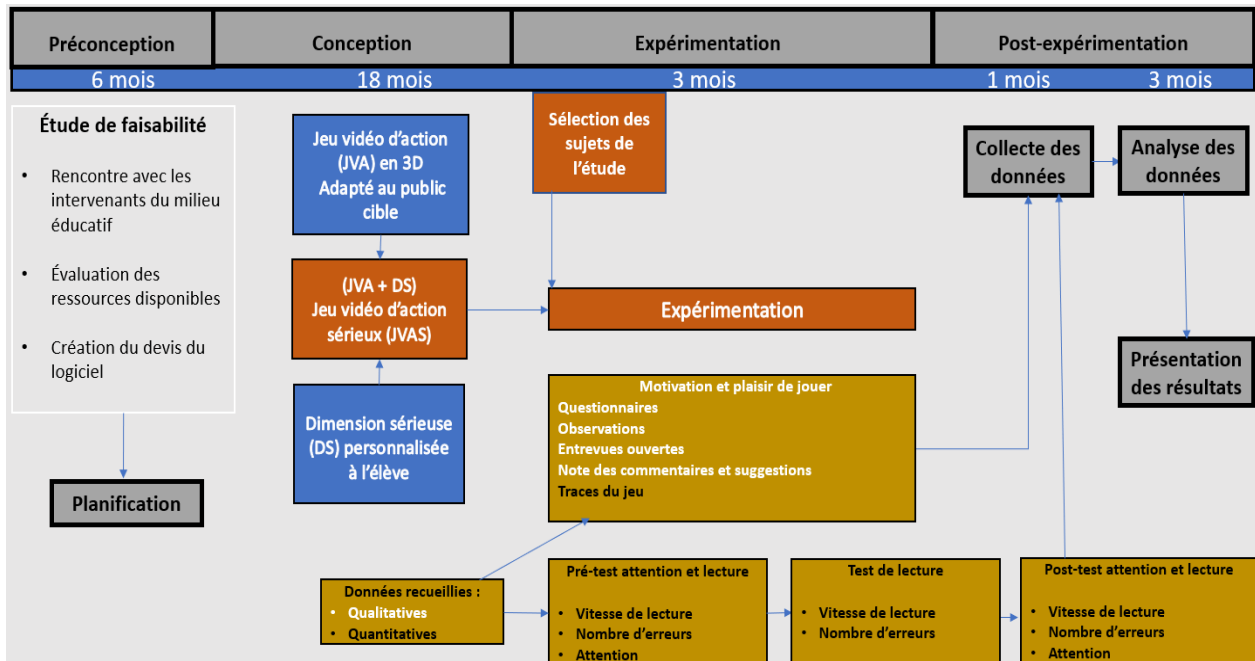 Préconception
Conception
Expérimentation
Post-expérimentation
6 mois
18 mois
3 mois
1 mois
3 mois
Étude de faisabilité
• Rencontre avec les
intervenants du milieu
éducatif
• Évaluation des
ressources disponibles
• Création du devis du
logiciel
Planification
Jeu vidéo d'action
(JVA) en 3D
Adapté au public
cible
(JVA + DS)
Jeu vidéo d'action
sérieux (JVAS)
Dimension sérieuse
(DS) personnalisée
à l'élève
Sélection des
sujets de
l'étude
Expérimentation
Motivation et plaisir de jouer
Questionnaires
Observations
Entrevues ouvertes
Note des commentaires et suggestions
Traces du jeu
Collecte des
données
Analyse des
données
Présentation
des résultats
Données recueillies :
• Qualitatives
• Quantitatives
Pré-test attention et lecture
• Vitesse de lecture
• Nombre d'erreurs
• Attention
Test de lecture
• Vitesse de lecture
• Nombre d'erreurs
Post-test attention et lecture
• Vitesse de lecture
• Nombre d'erreurs
• Attention